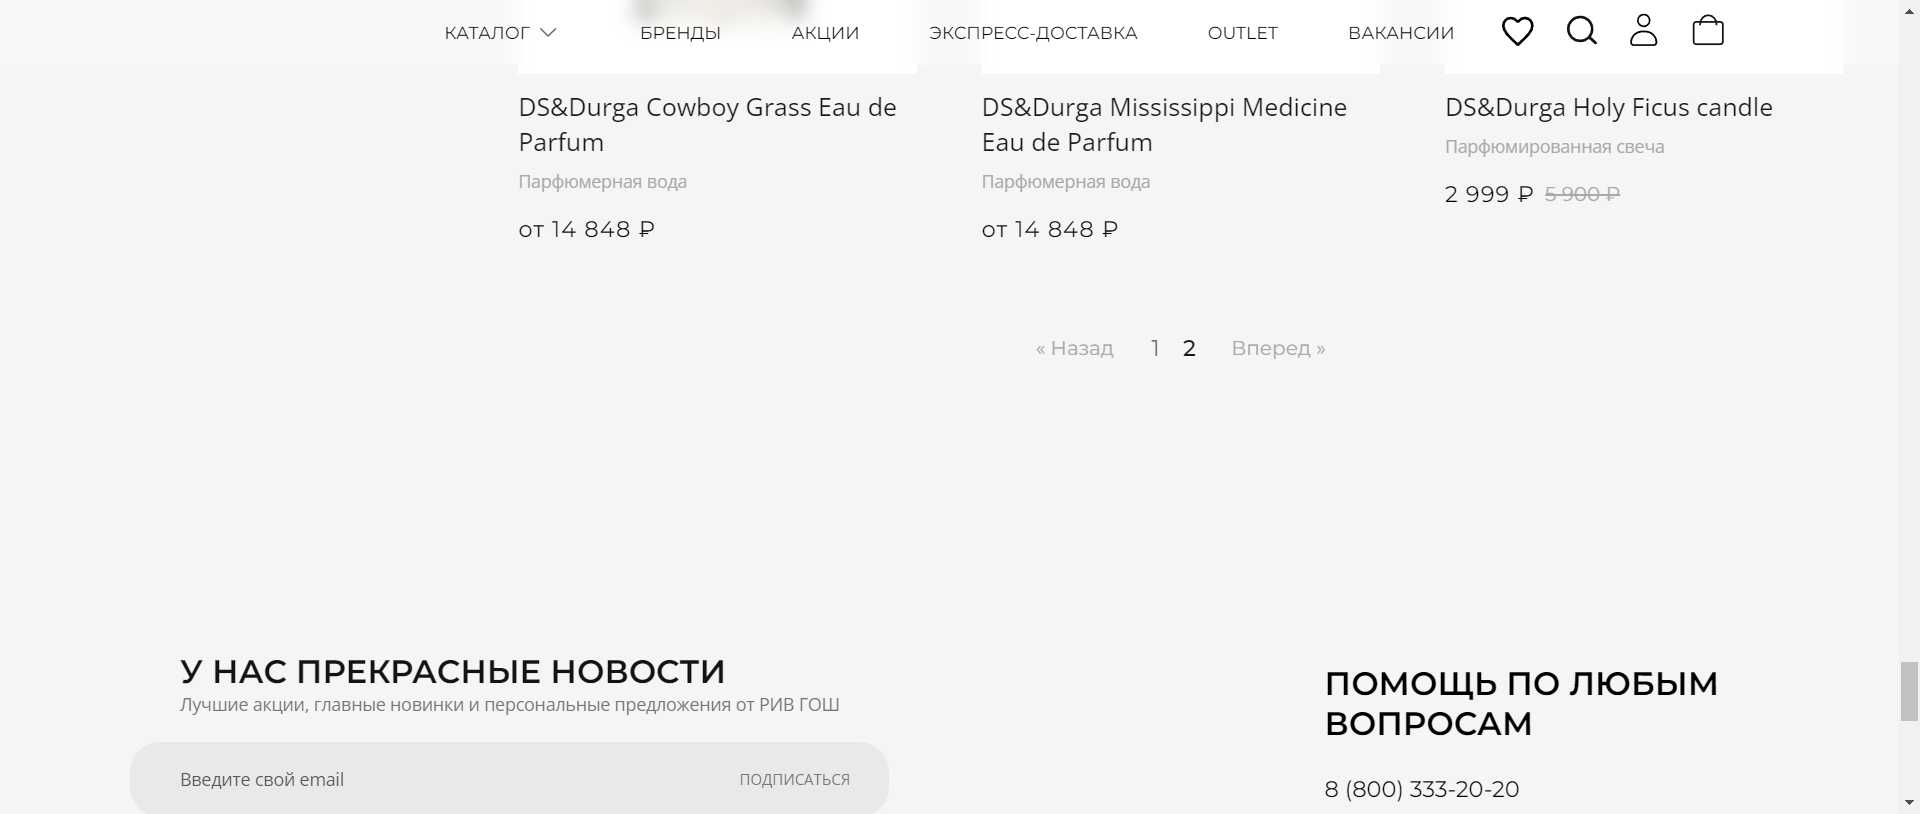 КАТАЛОГ БРЕНДЫ АКЦИИ ЭКСПРЕСС-ДОСТАВКА OUTLET ВАКАНСИИ
DS&Durga Cowboy Grass Eau de
Parfum
Парфюмерная вода
от 14 848 ₽
DS&Durga Mississippi Medicine
Eau de Parfum
Парфюмерная вода
от 14 848 ₽
DS&Durga Holy Ficus candle
Парфюмированная свеча
2 999 ₽ 5 900 ₽
« Назад 1 2 Вперед »
У НАС ПРЕКРАСНЫЕ НОВОСТИ
Лучшие акции, главные новинки и персональные предложения от РИВ ГОШ
Введите свой email ПОДПИСАТЬСЯ
ПОМОЩЬ ПО ЛЮБЫМ
ВОПРОСАМ
8 (800) 333-20-20